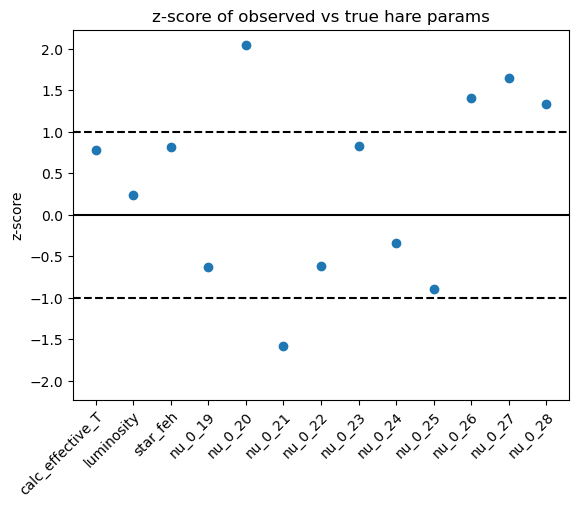 z-score of observed vs true hare params
z-score
2.0
1.5
1.0
0.5
0.0
−0.5
−1.0
−1.5
−2.0
calc_effective_T
luminosity
star_feh
nu_0_19
nu_0_20
nu_0_21
nu_0_22
nu_0_23
nu_0_24
nu_0_25
nu_0_26
nu_0_27
nu_0_28